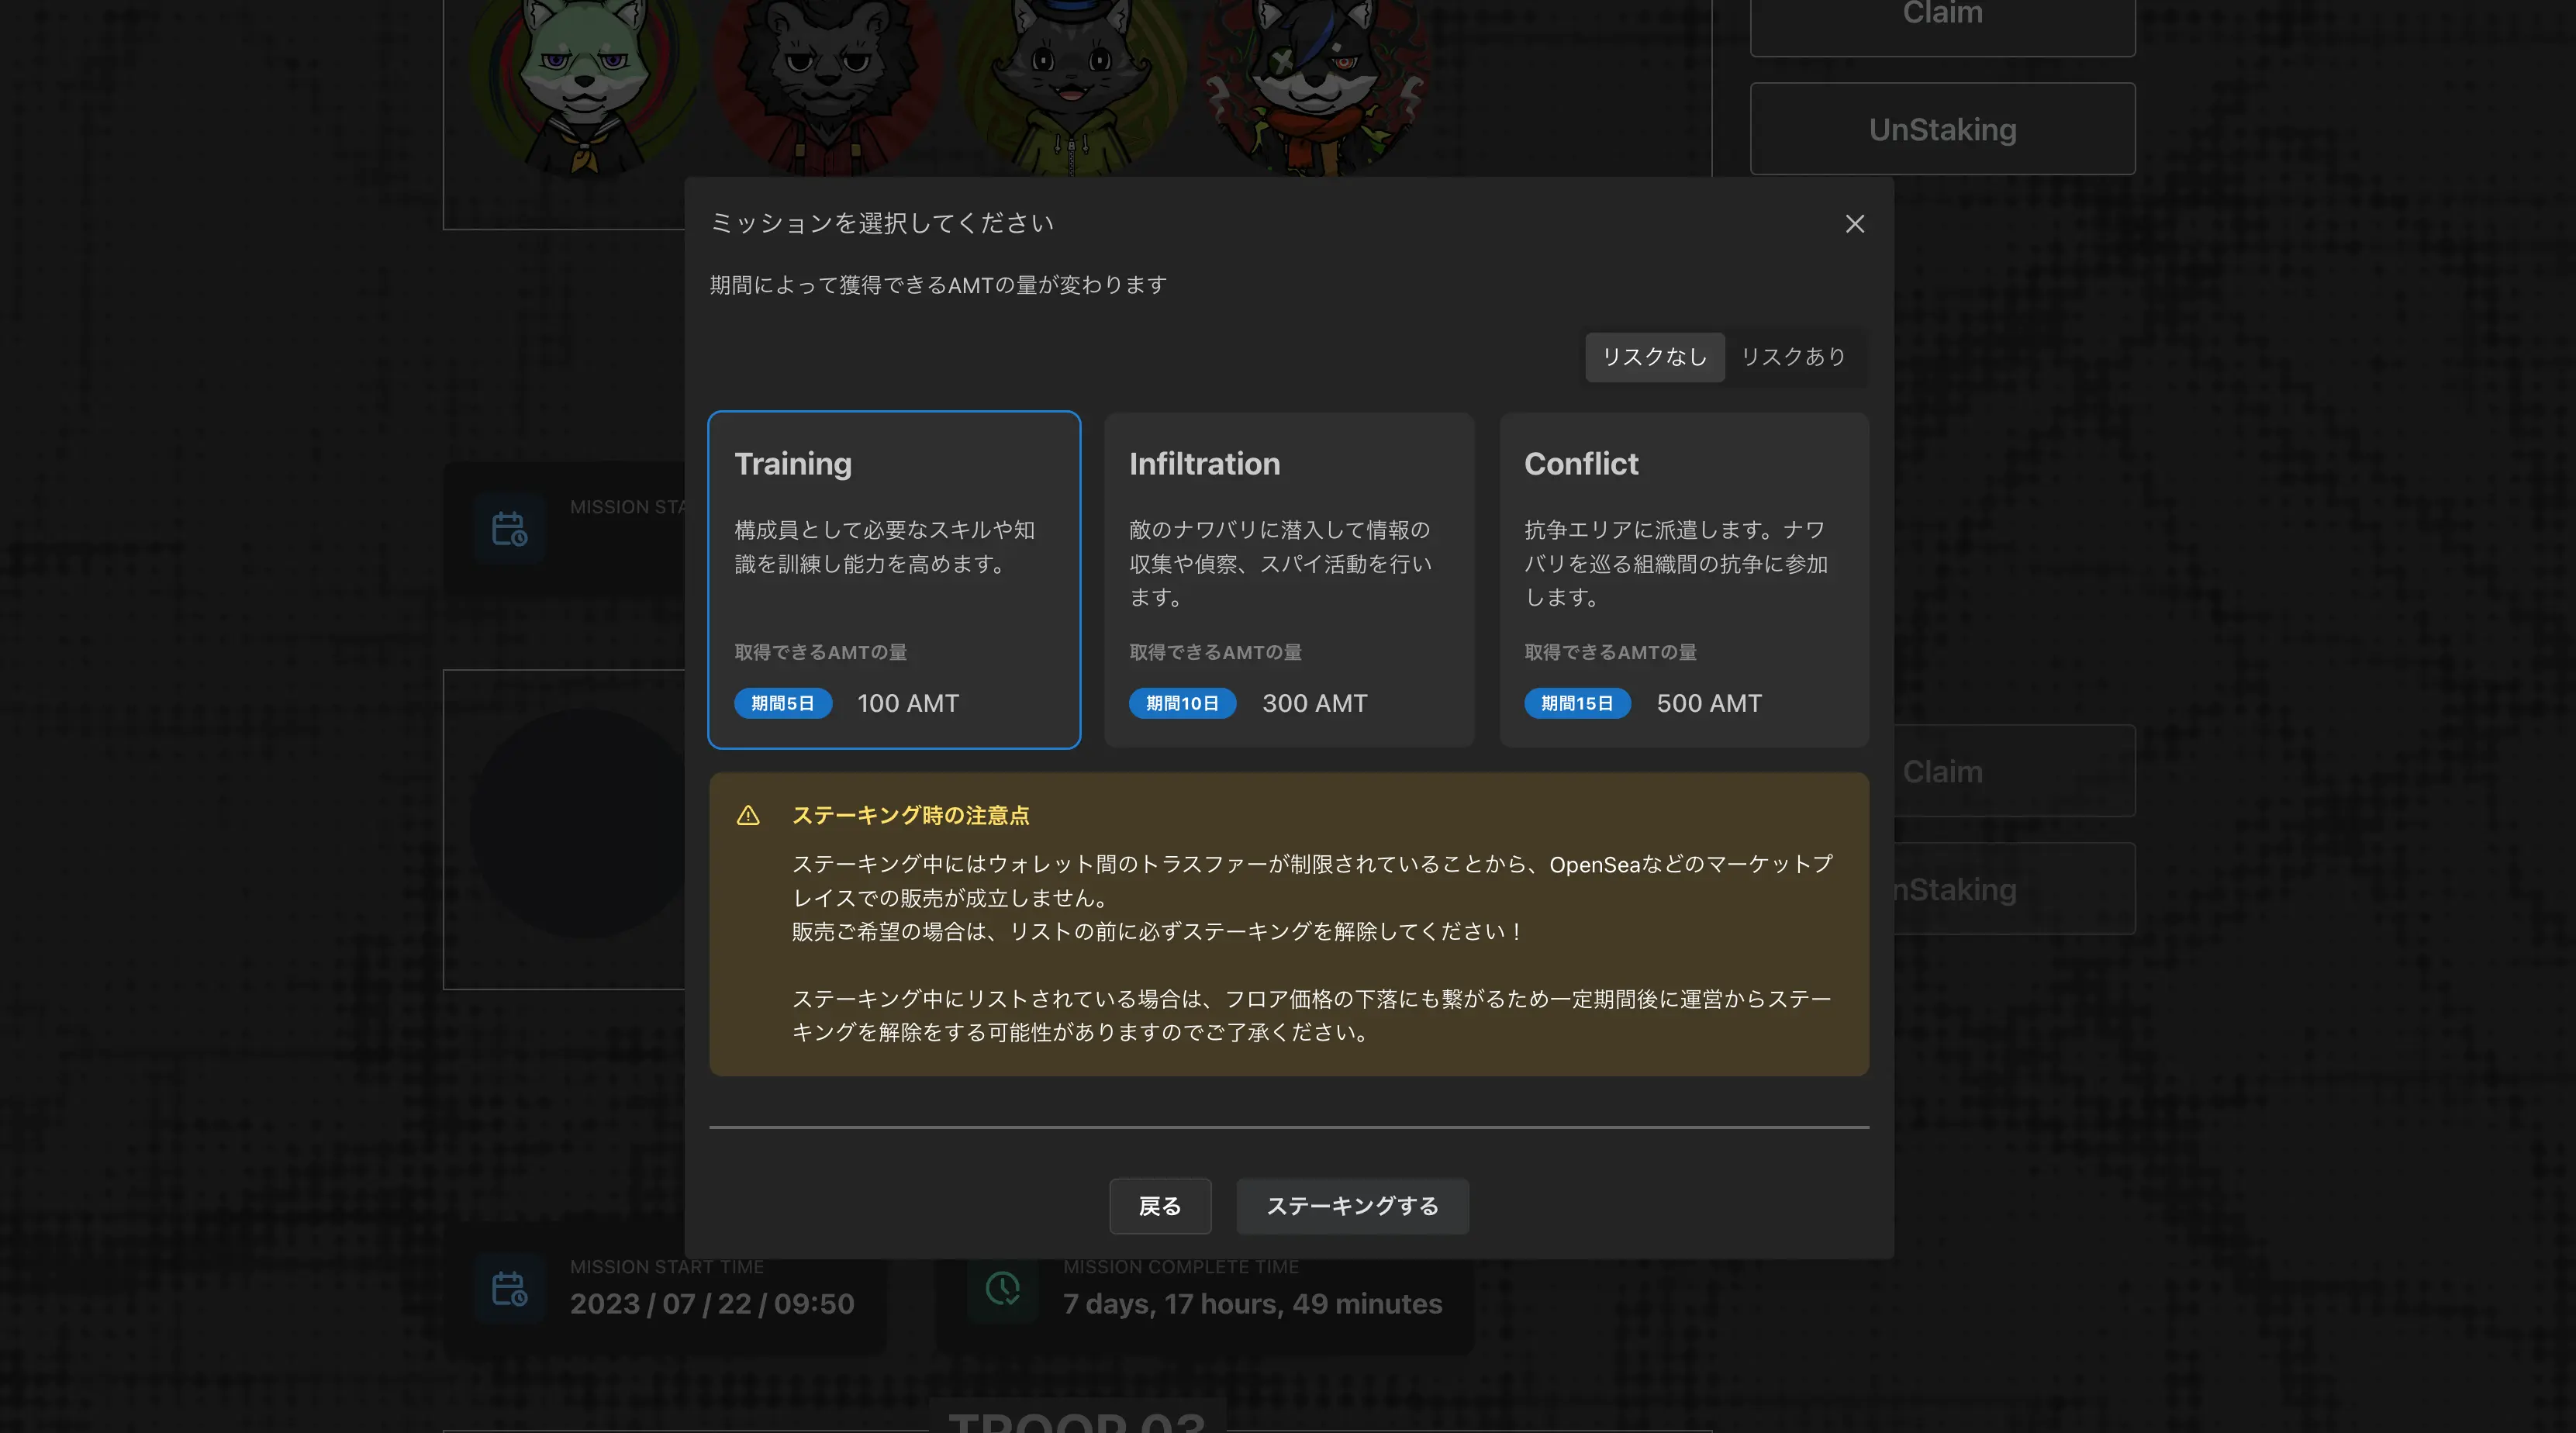 Claim
UnStaking
ミッションを選択してください
期間によって獲得できるAMTの量が変わります
リスクなし
リスクあり
Training
構成員として必要なスキルや知
識を訓練し能力を高めます。
取得できるAMTの量
期間5日
100 AMT
Infiltration
敵のナワバリに潜入して情報の
収集や偵察、スパイ活動を行い
ます。
取得できるAMTの量
期間10日
300 AMT
Conflict
抗争エリアに派遣します。ナワ
バリを巡る組織間の抗争に参加
します。
取得できるAMTの量
期間15日
500 AMT
MISSION STA
ステーキング時の注意点
ステーキング中にはウォレット間のトラスファーが制限されていることから、OpenSeaなどのマーケットプ
レイスでの販売が成立しません。
販売ご希望の場合は、リストの前に必ずステーキングを解除してください！
ステーキング中にリストされている場合は、フロア価格の下落にも繋がるため一定期間後に運営からステー
キングを解除をする可能性がありますのでご了承ください。
Claim
nStaking
戻る
ステーキングする
MISSION START TIME
2023 / 07 / 22 / 09:50
MISSION COMPLETE TIME
7 days, 17 hours, 49 minutes
TROOP 03